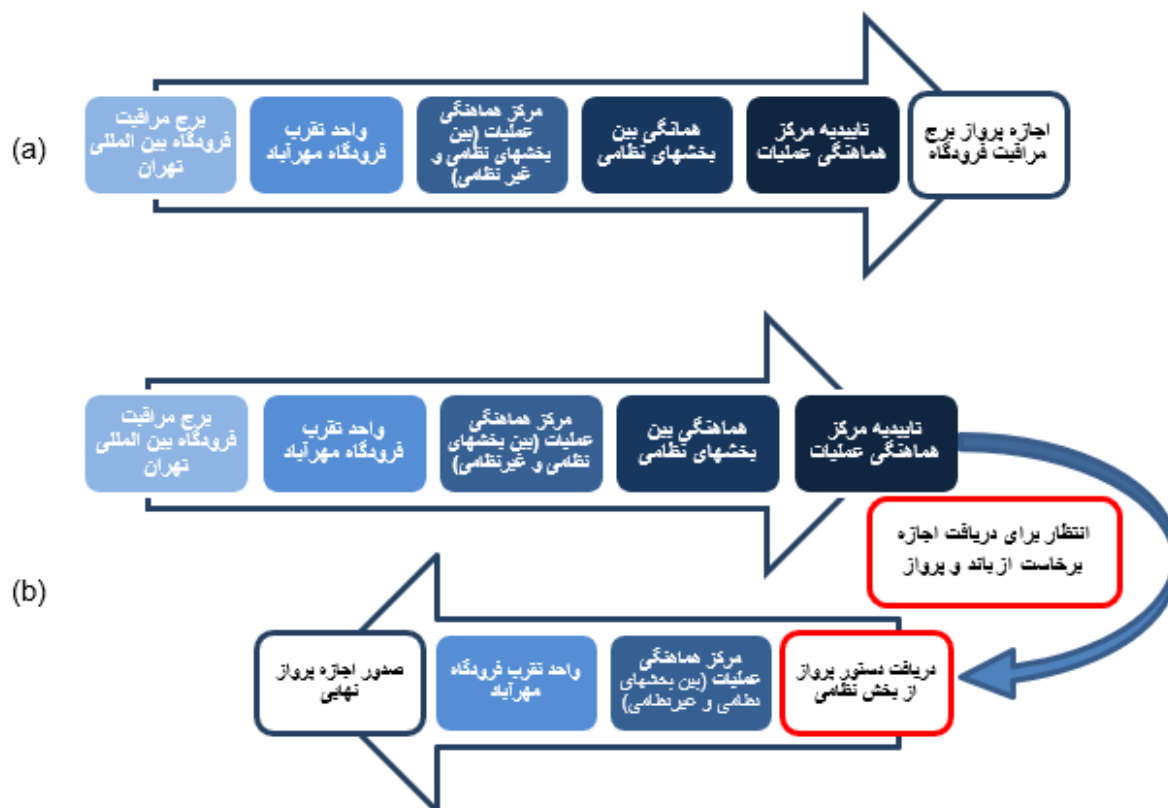 (a)
برج مراقبت
فرودگاه بین المللی
تهران
واحد تقرب
فرودگاه مهرآباد
مرکز هماهنگی
عملیات (بین
بخشهای نظامی و
غیر نظامی)
همانگی بین
بخشهای نظامی
تاییدیه مرکز
هماهنگی عملیات
اجازه پرواز برج
مراقبت فرودگاه
(b)
برج مراقبت
فرودگاه بین المللی
تهران
واحد تقرب
فرودگاه مهرآباد
مرکز هماهنگی
عملیات (بین بخشهای
نظامی و غیرنظامی)
هماهنگی بین
بخشهای نظامی
تاییدیه مرکز
هماهنگی عملیات
انتظار برای دریافت اجازه
برخاست از باند و پرواز
دریافت دستور پرواز
از بخش نظامی
مرکز هماهنگی
عملیات (بین بخشهای
نظامی و غیرنظامی)
واحد تقرب فرودگاه
مهرآباد
صدور اجازه پرواز
نهایی